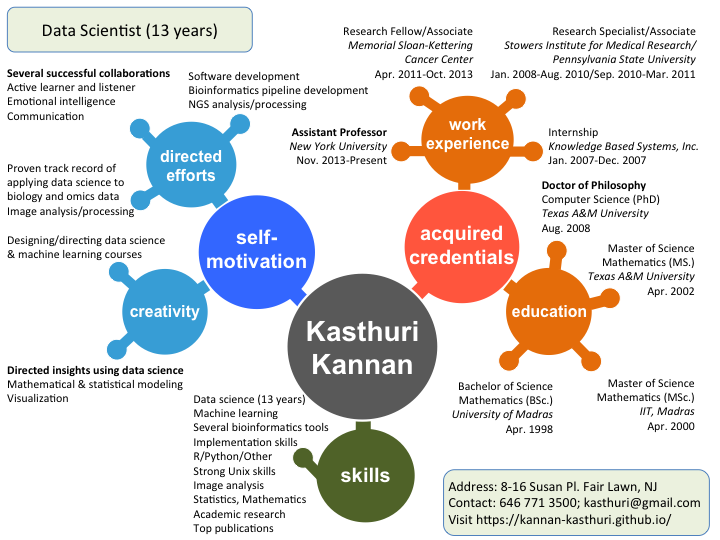 Data Scientist (13 years)
Research Fellow/Associate
Memorial Sloan-Kettering
Cancer Center
Apr. 2011-Oct. 2013
Research Specialist/Associate
Stowers Institute for Medical Research/
Pennsylvania State University
Jan. 2008-Aug. 2010/Sep. 2010-Mar. 2011
Several successful collaborations
Active learner and listener
Emotional intelligence
Communication
Software development
Bioinformatics pipeline development
NGS analysis/processing
work
experience
Assistant Professor
New York University
Nov. 2013-Present
Internship
Knowledge Based Systems, Inc.
Jan. 2007-Dec. 2007
directed
efforts
Proven track record of
applying data science to
biology and omics data
Image analysis/processing
Doctor of Philosophy
Computer Science (PhD)
Texas A&M University
Aug. 2008
self-
motivation
acquired
credentials
Designing/directing data science
& machine learning courses
Master of Science
Mathematics (MS.)
Texas A&M University
Apr. 2002
creativity
education
Kasthuri
Kannan
Directed insights using data science
Mathematical & statistical modeling
Visualization
Bachelor of Science
Mathematics (BSc.)
University of Madras
Apr. 1998
Master of Science
Mathematics (MSc.)
IIT, Madras
Apr. 2000
Data science (13 years)
Machine learning
Several bioinformatics tools
Implementation skills
R/Python/Other
Strong Unix skills
Image analysis
Statistics, Mathematics
Academic research
Top publications
skills
Address: 8-16 Susan Pl. Fair Lawn, NJ
Contact: 646 771 3500; kasthuri@gmail.com
Visit https://kannan-kasthuri.github.io/